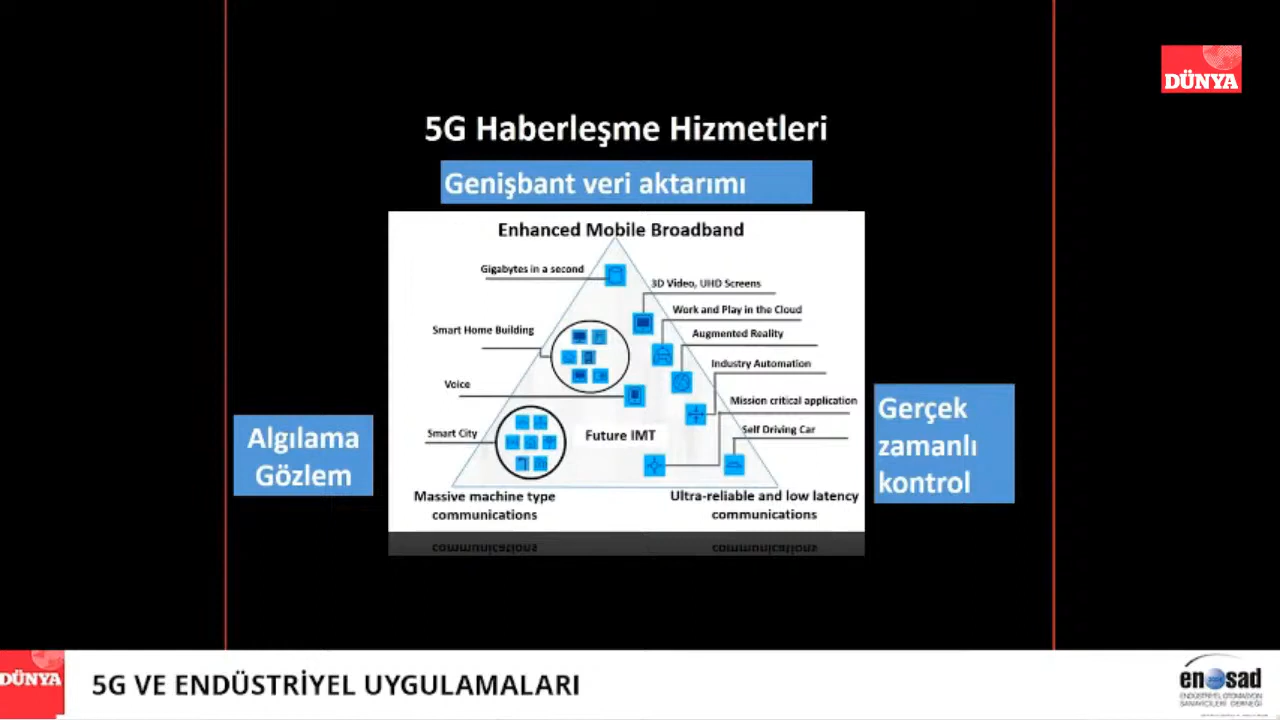 DÜNYA
5G Haberleşme Hizmetleri
Genişbant veri aktarımı
Enhanced Mobile Broadband
Gigabytes in a second
3D Video, UHD Screens
Work and Play in the Cloud
Smart Home Building
Augmented Reality
Industry Automation
Voice
Mission critical application
Smart City
Future IMT
Self Driving Car
Massive machine type
communications
Ultra-reliable and low latency
communications
Algılama
Gözlem
Gerçek
zamanlı
kontrol
communications
communications
DÜNYA
5G VE ENDÜSTRİYEL UYGULAMALARI
enosad
ENDÜSTRİYEL OTOMASYON
SANAYİCİLERİ DERNEĞİ